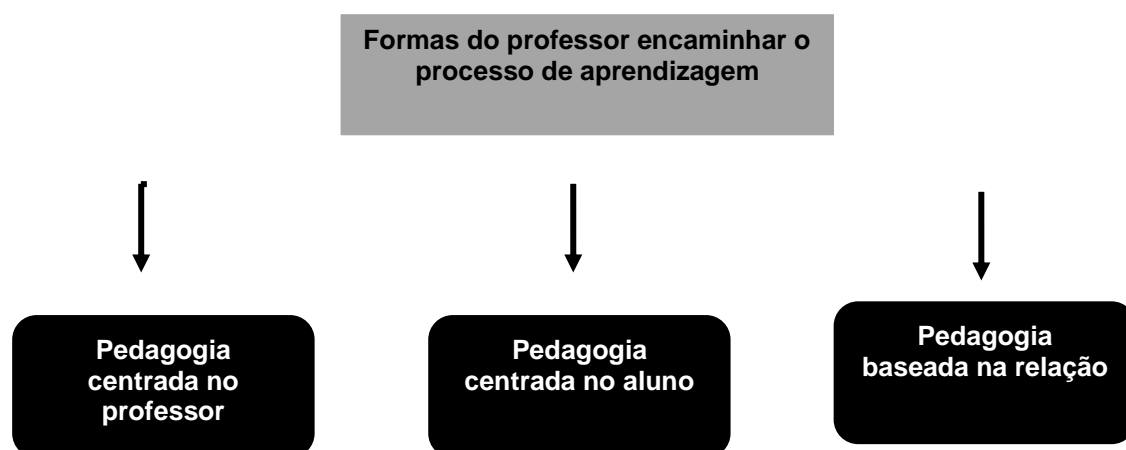 Formas do professor encaminhar o
processo de aprendizagem
Pedagogia
centrada no
professor
Pedagogia
centrada no aluno
Pedagogia
baseada na relação